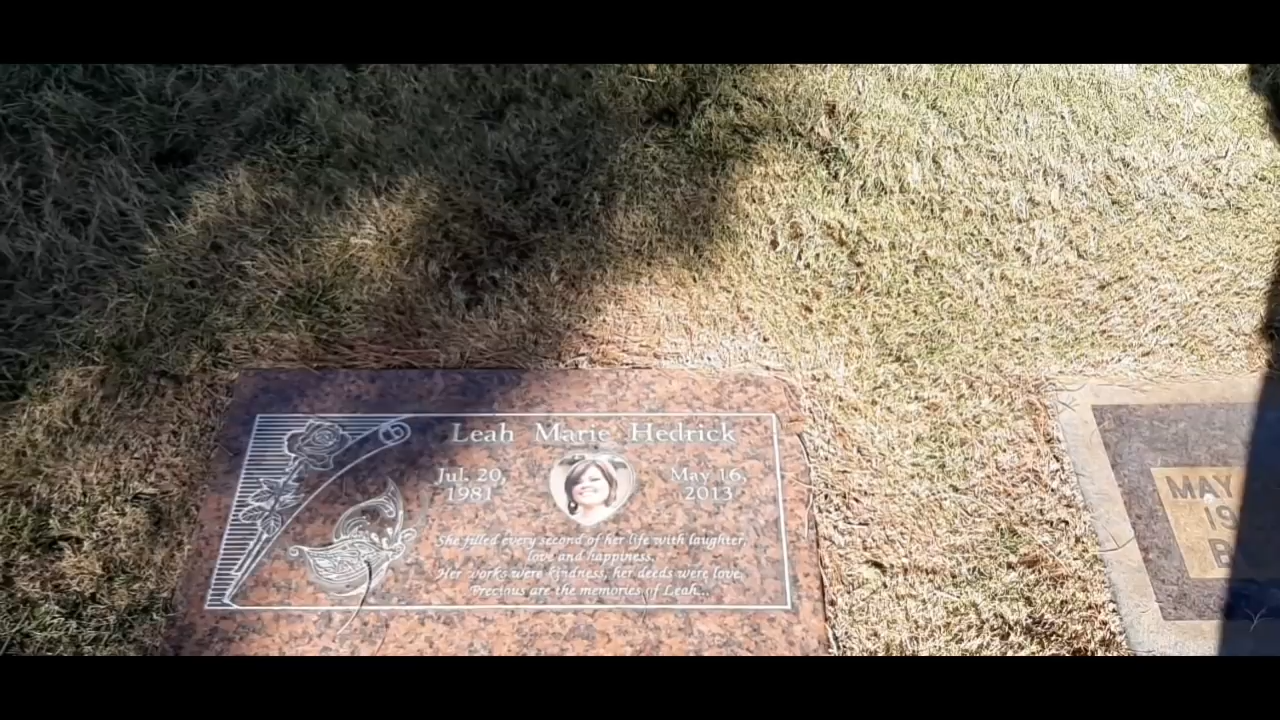 Leah Marie Hedrick
Jul. 20, 1981
May 16, 2013
She filled every second of her life with laughter,
love and happiness.
Her works were kindness, her deeds were love.
Precious are the memories of Leah...
MAY
19
B